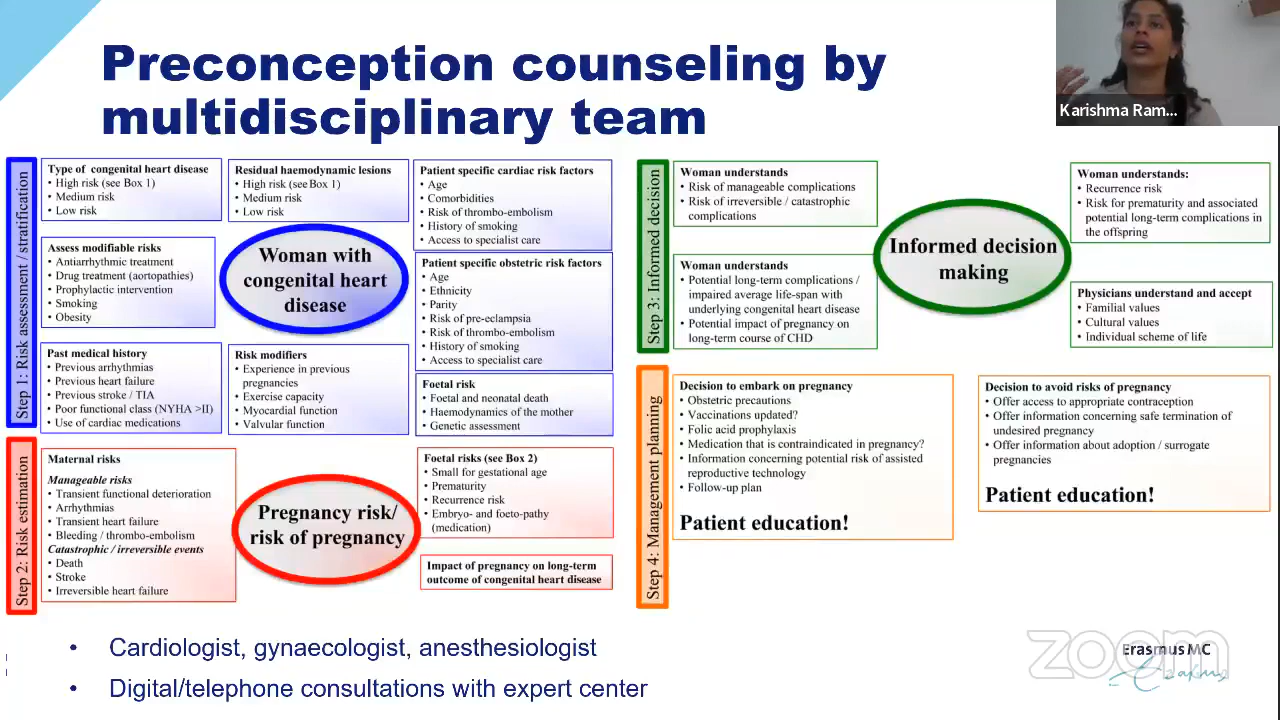 Preconception counseling by
multidisciplinary team
Karishma Ram...
Step 1: Risk assessment / stratification
Type of congenital heart disease
• High risk (see Box 1)
• Medium risk
• Low risk
Residual haemodynamic lesions
• High risk (see Box 1)
• Medium risk
• Low risk
Patient specific cardiac risk factors
• Age
• Comorbidities
• Risk of thrombo-embolism
• History of smoking
• Access to specialist care
Assess modifiable risks
• Antiarrhythmic treatment
• Drug treatment (aortopathies)
• Prophylactic intervention
• Smoking
• Obesity
Woman with
congenital heart
disease
Patient specific obstetric risk factors
• Age
• Ethnicity
• Parity
• Risk of pre-eclampsia
• Risk of thrombo-embolism
• History of smoking
• Access to specialist care
Past medical history
• Previous arrhythmias
• Previous heart failure
• Previous stroke / TIA
• Poor functional class (NYHA >II)
• Use of cardiac medications
Risk modifiers
• Experience in previous
pregnancies
• Exercise capacity
• Myocardial function
• Valvular function
Foetal risk
• Foetal and neonatal death
• Haemodynamics of the mother
• Genetic assessment
Step 2: Risk estimation
Maternal risks
Manageable risks
• Transient functional deterioration
• Arrhythmias
• Transient heart failure
• Bleeding / thrombo-embolism
Catastrophic / irreversible events
• Death
• Stroke
• Irreversible heart failure
Pregnancy risk/
risk of pregnancy
Foetal risks (see Box 2)
• Small for gestational age
• Prematurity
• Recurrence risk
• Embryo- and foeto-pathy
(medication)
Impact of pregnancy on long-term
outcome of congenital heart disease
Step 3: Informed decision
Woman understands
• Risk of manageable complications
• Risk of irreversible / catastrophic
complications
Woman understands
• Potential long-term complications /
impaired average life-span with
underlying congenital heart disease
• Potential impact of pregnancy on
long-term course of CHD
Informed decision
making
Woman understands:
• Recurrence risk
• Risk for prematurity and associated
potential long-term complications in
the offspring
Physicians understand and accept
• Familial values
• Cultural values
• Individual scheme of life
Step 4: Management planning
Decision to embark on pregnancy
• Obstetric precautions
• Vaccinations updated?
• Folic acid prophylaxis
• Medication that is contraindicated in pregnancy?
• Information concerning potential risk of assisted
reproductive technology
• Follow-up plan
Patient education!
Decision to avoid risks of pregnancy
• Offer access to appropriate contraception
• Offer information concerning safe termination of
undesired pregnancy
• Offer information about adoption / surrogate
pregnancies
Patient education!
• Cardiologist, gynaecologist, anesthesiologist
• Digital/telephone consultations with expert center
zoom
Erasmus MC
Erasmus